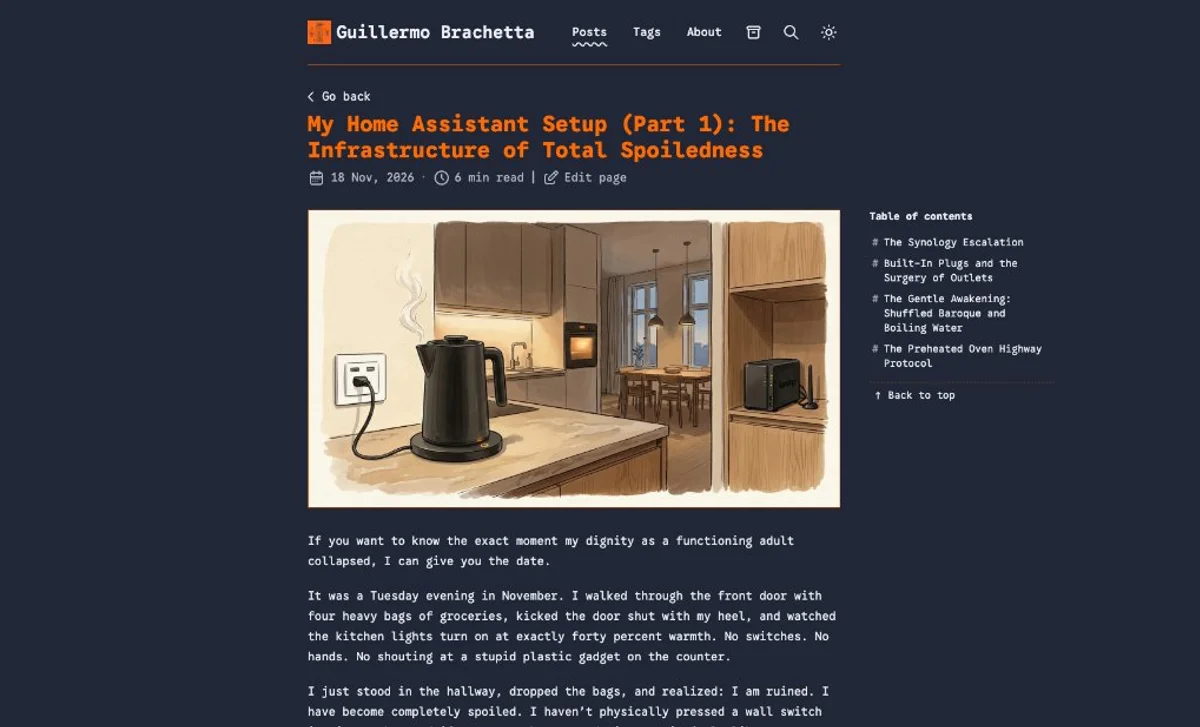 Guillermo Brachetta
Posts
Tags
About
Go back
My Home Assistant Setup (Part 1): The
Infrastructure of Total Spoiledness
18 Nov, 2026 · 6 min read | Edit page
Table of contents
# The Synology Escalation
# Built-In Plugs and the
Surgery of Outlets
# The Gentle Awakening:
Shuffled Baroque and
Boiling Water
# The Preheated Oven Highway
Protocol
↑ Back to top
If you want to know the exact moment my dignity as a functioning adult
collapsed, I can give you the date.
It was a Tuesday evening in November. I walked through the front door with
four heavy bags of groceries, kicked the door shut with my heel, and watched
the kitchen lights turn on at exactly forty percent warmth. No switches. No
hands. No shouting at a stupid plastic gadget on the counter.
I just stood in the hallway, dropped the bags, and realized: I am ruined. I
have become completely spoiled. I haven’t physically pressed a wall switch